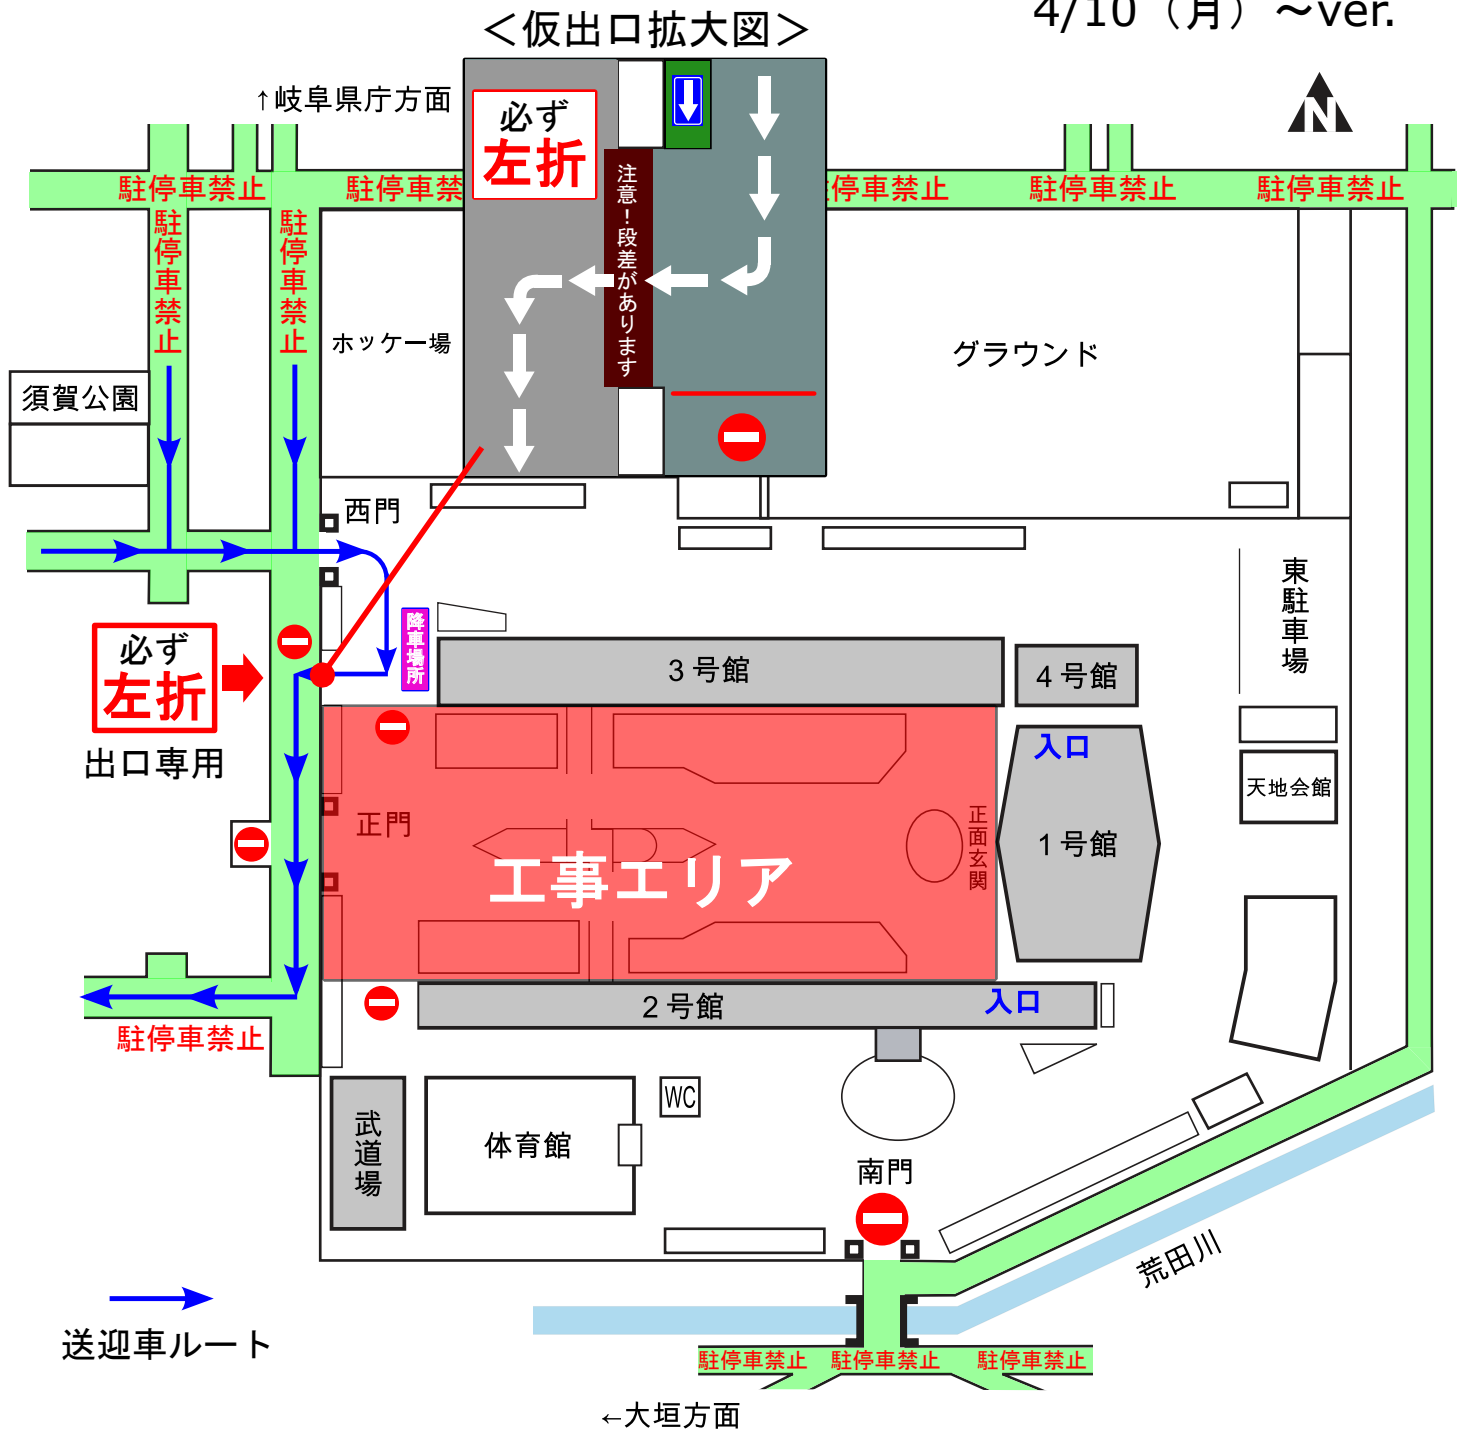 4/10（月）～ver.
＜仮出口拡大図＞
↑岐阜県庁方面
N
必ず
左折
注意！段差があります
駐停車禁止
駐停車禁
停車禁止
駐停車禁止
駐停車禁止
駐停車禁止
駐停車禁止
ホッケー場
グラウンド
須賀公園
西門
東駐車場
降車場所
必ず
左折
出口専用
3号館
4号館
入口
天地会館
正門
正面玄関
1号館
工事エリア
2号館
入口
駐停車禁止
武道場
体育館
WC
南門
荒田川
送迎車ルート
駐停車禁止
駐停車禁止
駐停車禁止
←大垣方面